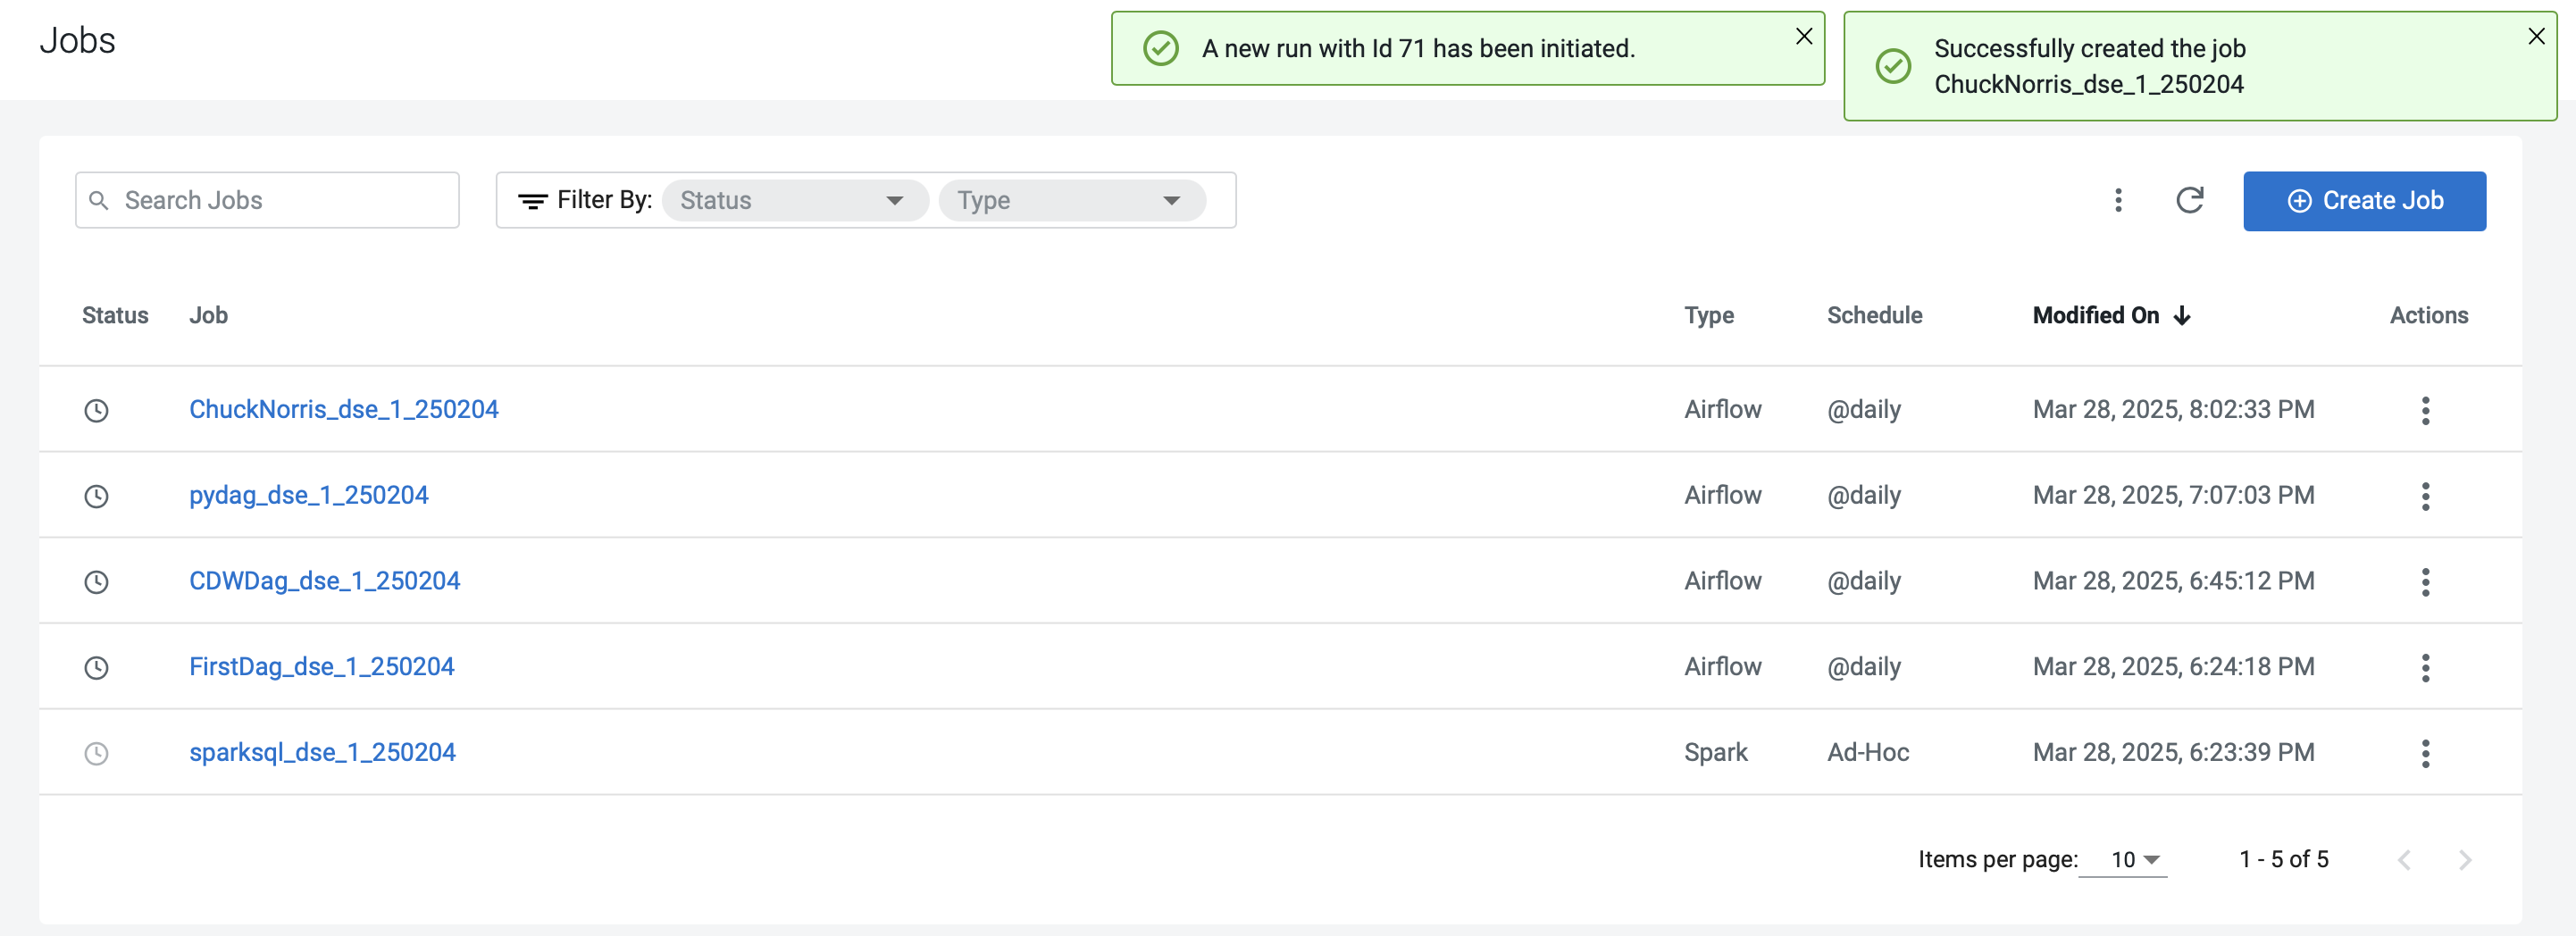 Jobs
A new run with Id 71 has been initiated.
Successfully created the job
ChuckNorris_dse_1_250204
Search Jobs
Filter By: Status Type
Create Job
Status Job Type Schedule Modified On Actions
ChuckNorris_dse_1_250204 Airflow @daily Mar 28, 2025, 8:02:33 PM
pydag_dse_1_250204 Airflow @daily Mar 28, 2025, 7:07:03 PM
CDWDag_dse_1_250204 Airflow @daily Mar 28, 2025, 6:45:12 PM
FirstDag_dse_1_250204 Airflow @daily Mar 28, 2025, 6:24:18 PM
sparksql_dse_1_250204 Spark Ad-Hoc Mar 28, 2025, 6:23:39 PM
Items per page: 10 1 - 5 of 5